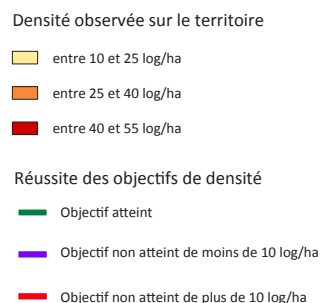 Densité observée sur le territoire
entre 10 et 25 log/ha
entre 25 et 40 log/ha
entre 40 et 55 log/ha
Réussite des objectifs de densité
Objectif atteint
Objectif non atteint de moins de 10 log/ha
Objectif non atteint de plus de 10 log/ha